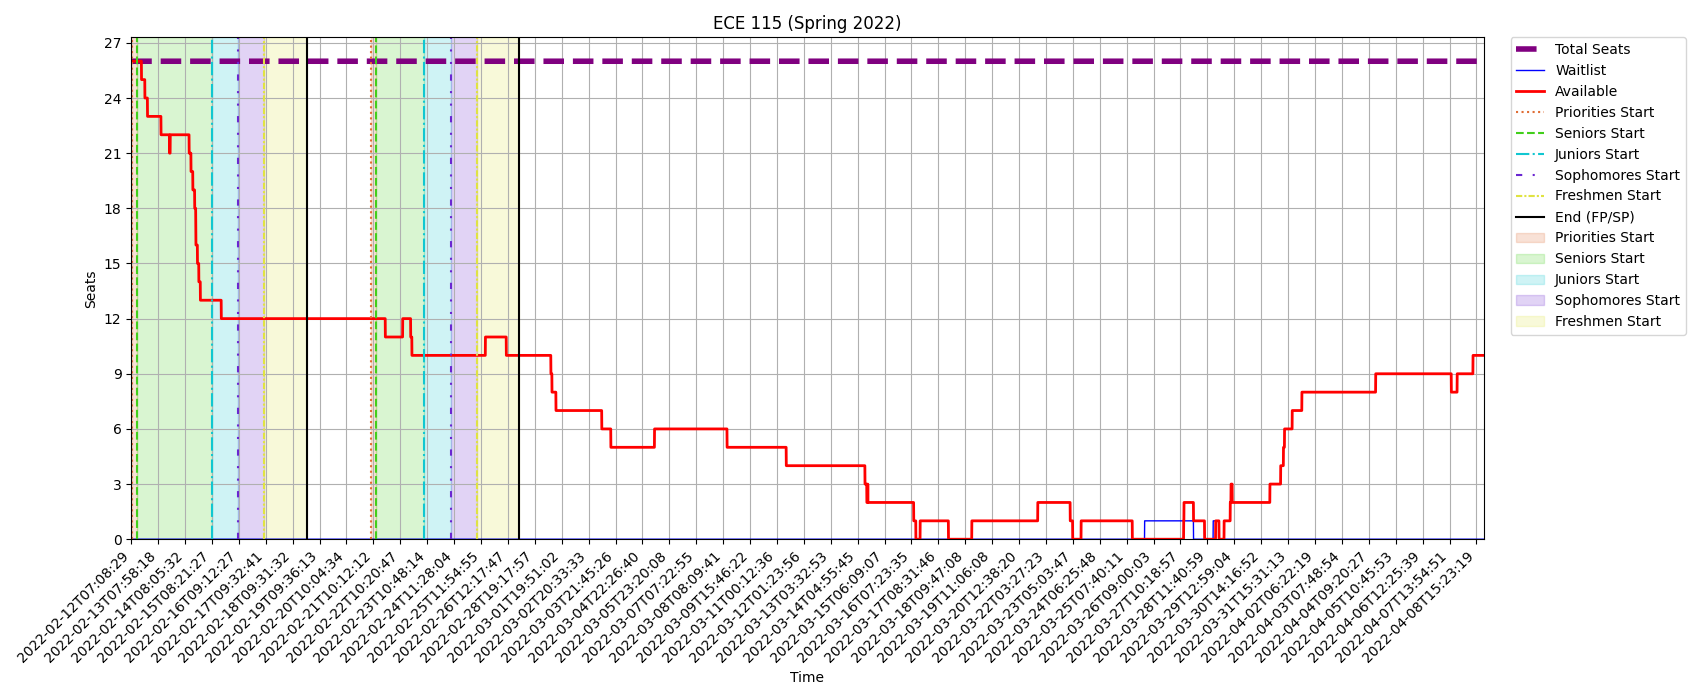 ECE 115 (Spring 2022)
27
24
21
18
15
12
9
6
3
0
Seats
2022-02-12T07:08:29
2022-02-13T07:58:18
2022-02-14T08:05:32
2022-02-15T08:21:27
2022-02-16T09:12:27
2022-02-17T09:32:41
2022-02-18T09:31:32
2022-02-19T09:36:13
2022-02-20T10:04:34
2022-02-21T10:12:12
2022-02-22T10:20:47
2022-02-23T10:48:14
2022-02-24T11:28:04
2022-02-25T11:54:55
2022-02-26T12:17:47
2022-02-28T19:17:57
2022-03-01T19:51:02
2022-03-02T20:33:33
2022-03-03T21:45:26
2022-03-04T22:26:40
2022-03-05T23:20:08
2022-03-07T07:22:55
2022-03-08T08:09:41
2022-03-09T15:46:22
2022-03-11T00:12:36
2022-03-12T01:23:56
2022-03-13T03:32:53
2022-03-14T04:55:45
2022-03-15T06:09:07
2022-03-16T07:23:35
2022-03-17T08:31:46
2022-03-18T09:47:08
2022-03-19T11:06:08
2022-03-20T12:38:20
2022-03-22T03:27:23
2022-03-23T05:03:47
2022-03-24T06:25:48
2022-03-25T07:40:11
2022-03-26T09:00:03
2022-03-27T10:18:57
2022-03-28T11:40:59
2022-03-29T12:59:04
2022-03-30T14:16:52
2022-03-31T15:31:13
2022-04-02T06:22:19
2022-04-03T07:48:54
2022-04-04T09:20:27
2022-04-05T10:45:53
2022-04-06T12:25:39
2022-04-07T13:54:51
2022-04-08T15:23:19
Time
Total Seats
Waitlist
Available
Priorities Start
Seniors Start
Juniors Start
Sophomores Start
Freshmen Start
End (FP/SP)
Priorities Start
Seniors Start
Juniors Start
Sophomores Start
Freshmen Start